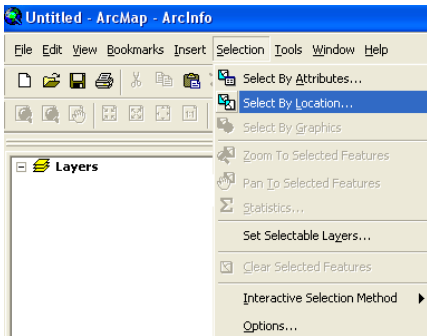 Untitled - ArcMap - ArcInfo
File Edit View Bookmarks Insert Selection Tools Window Help
Select By Attributes...
Select By Location...
Select By Graphics
Zoom To Selected Features
Pan To Selected Features
Statistics...
Set Selectable Layers...
Clear Selected Features
Interactive Selection Method
Options...
Layers
1:1